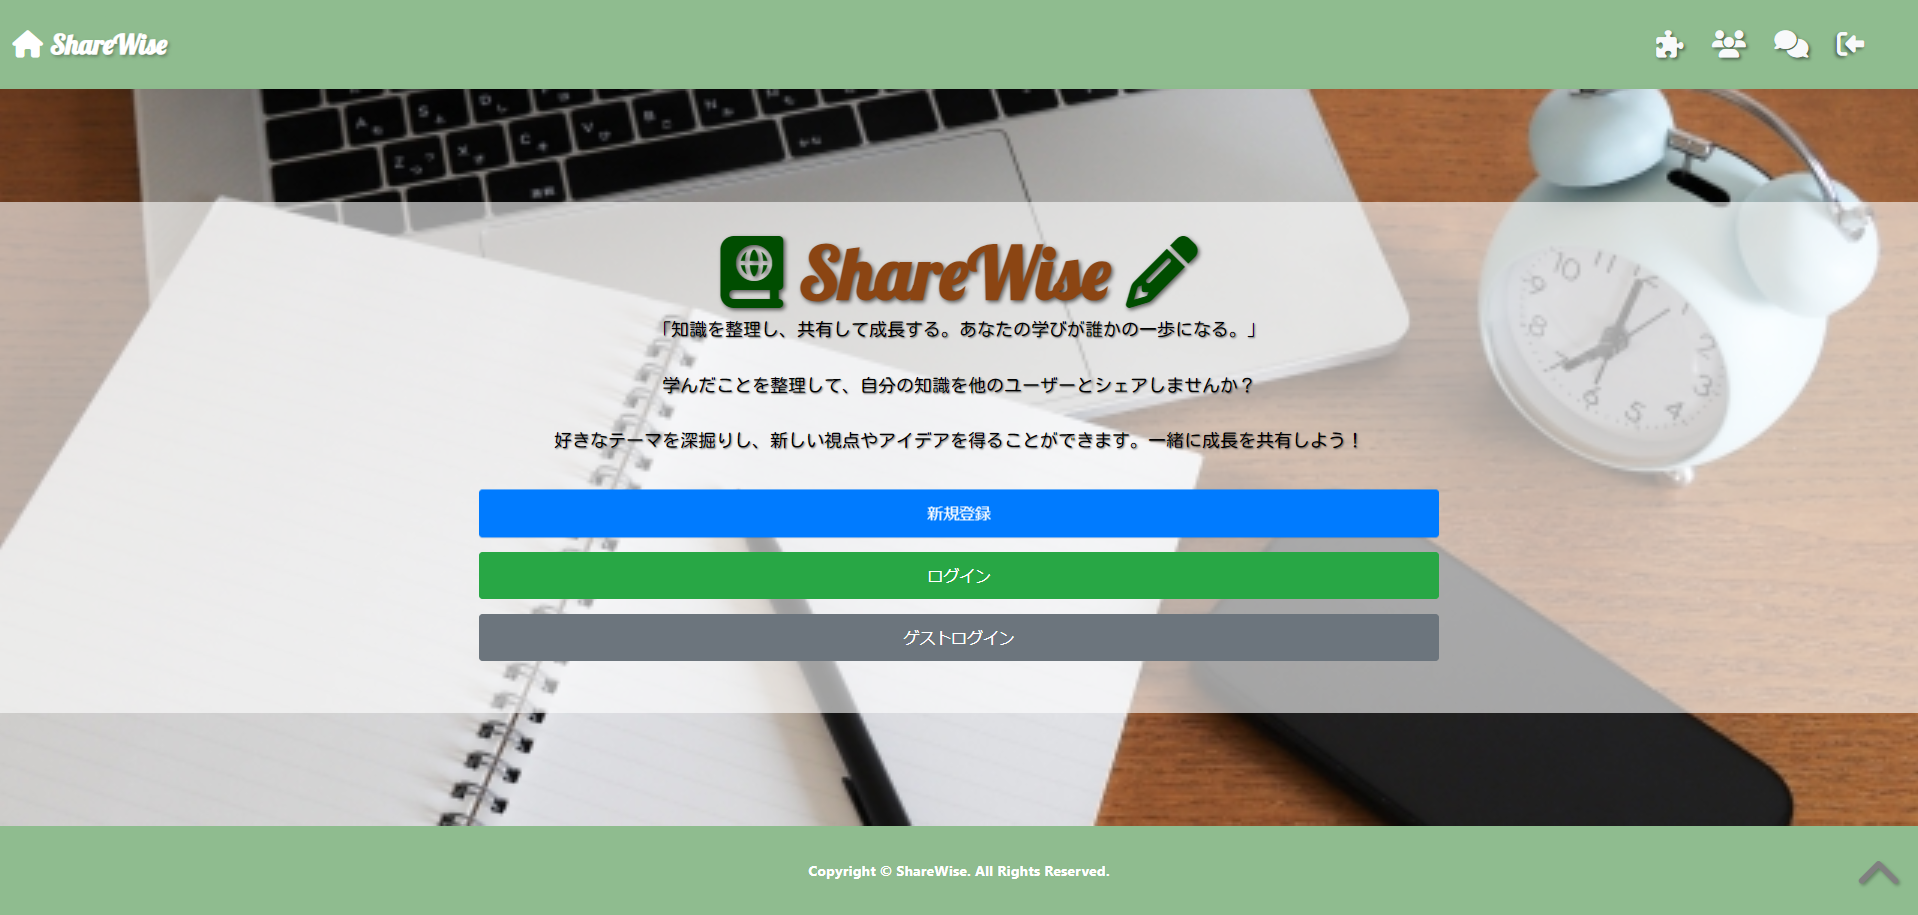 ShareWise
ShareWise
「知識を整理し、共有して成長する。あなたの学びが誰かの一歩になる。」
学んだことを整理して、自分の知識を他のユーザーとシェアしませんか？
好きなテーマを深掘りし、新しい視点やアイデアを得ることができます。一緒に成長を共有しよう！
新規登録
ログイン
ゲストログイン
Copyright © ShareWise. All Rights Reserved.